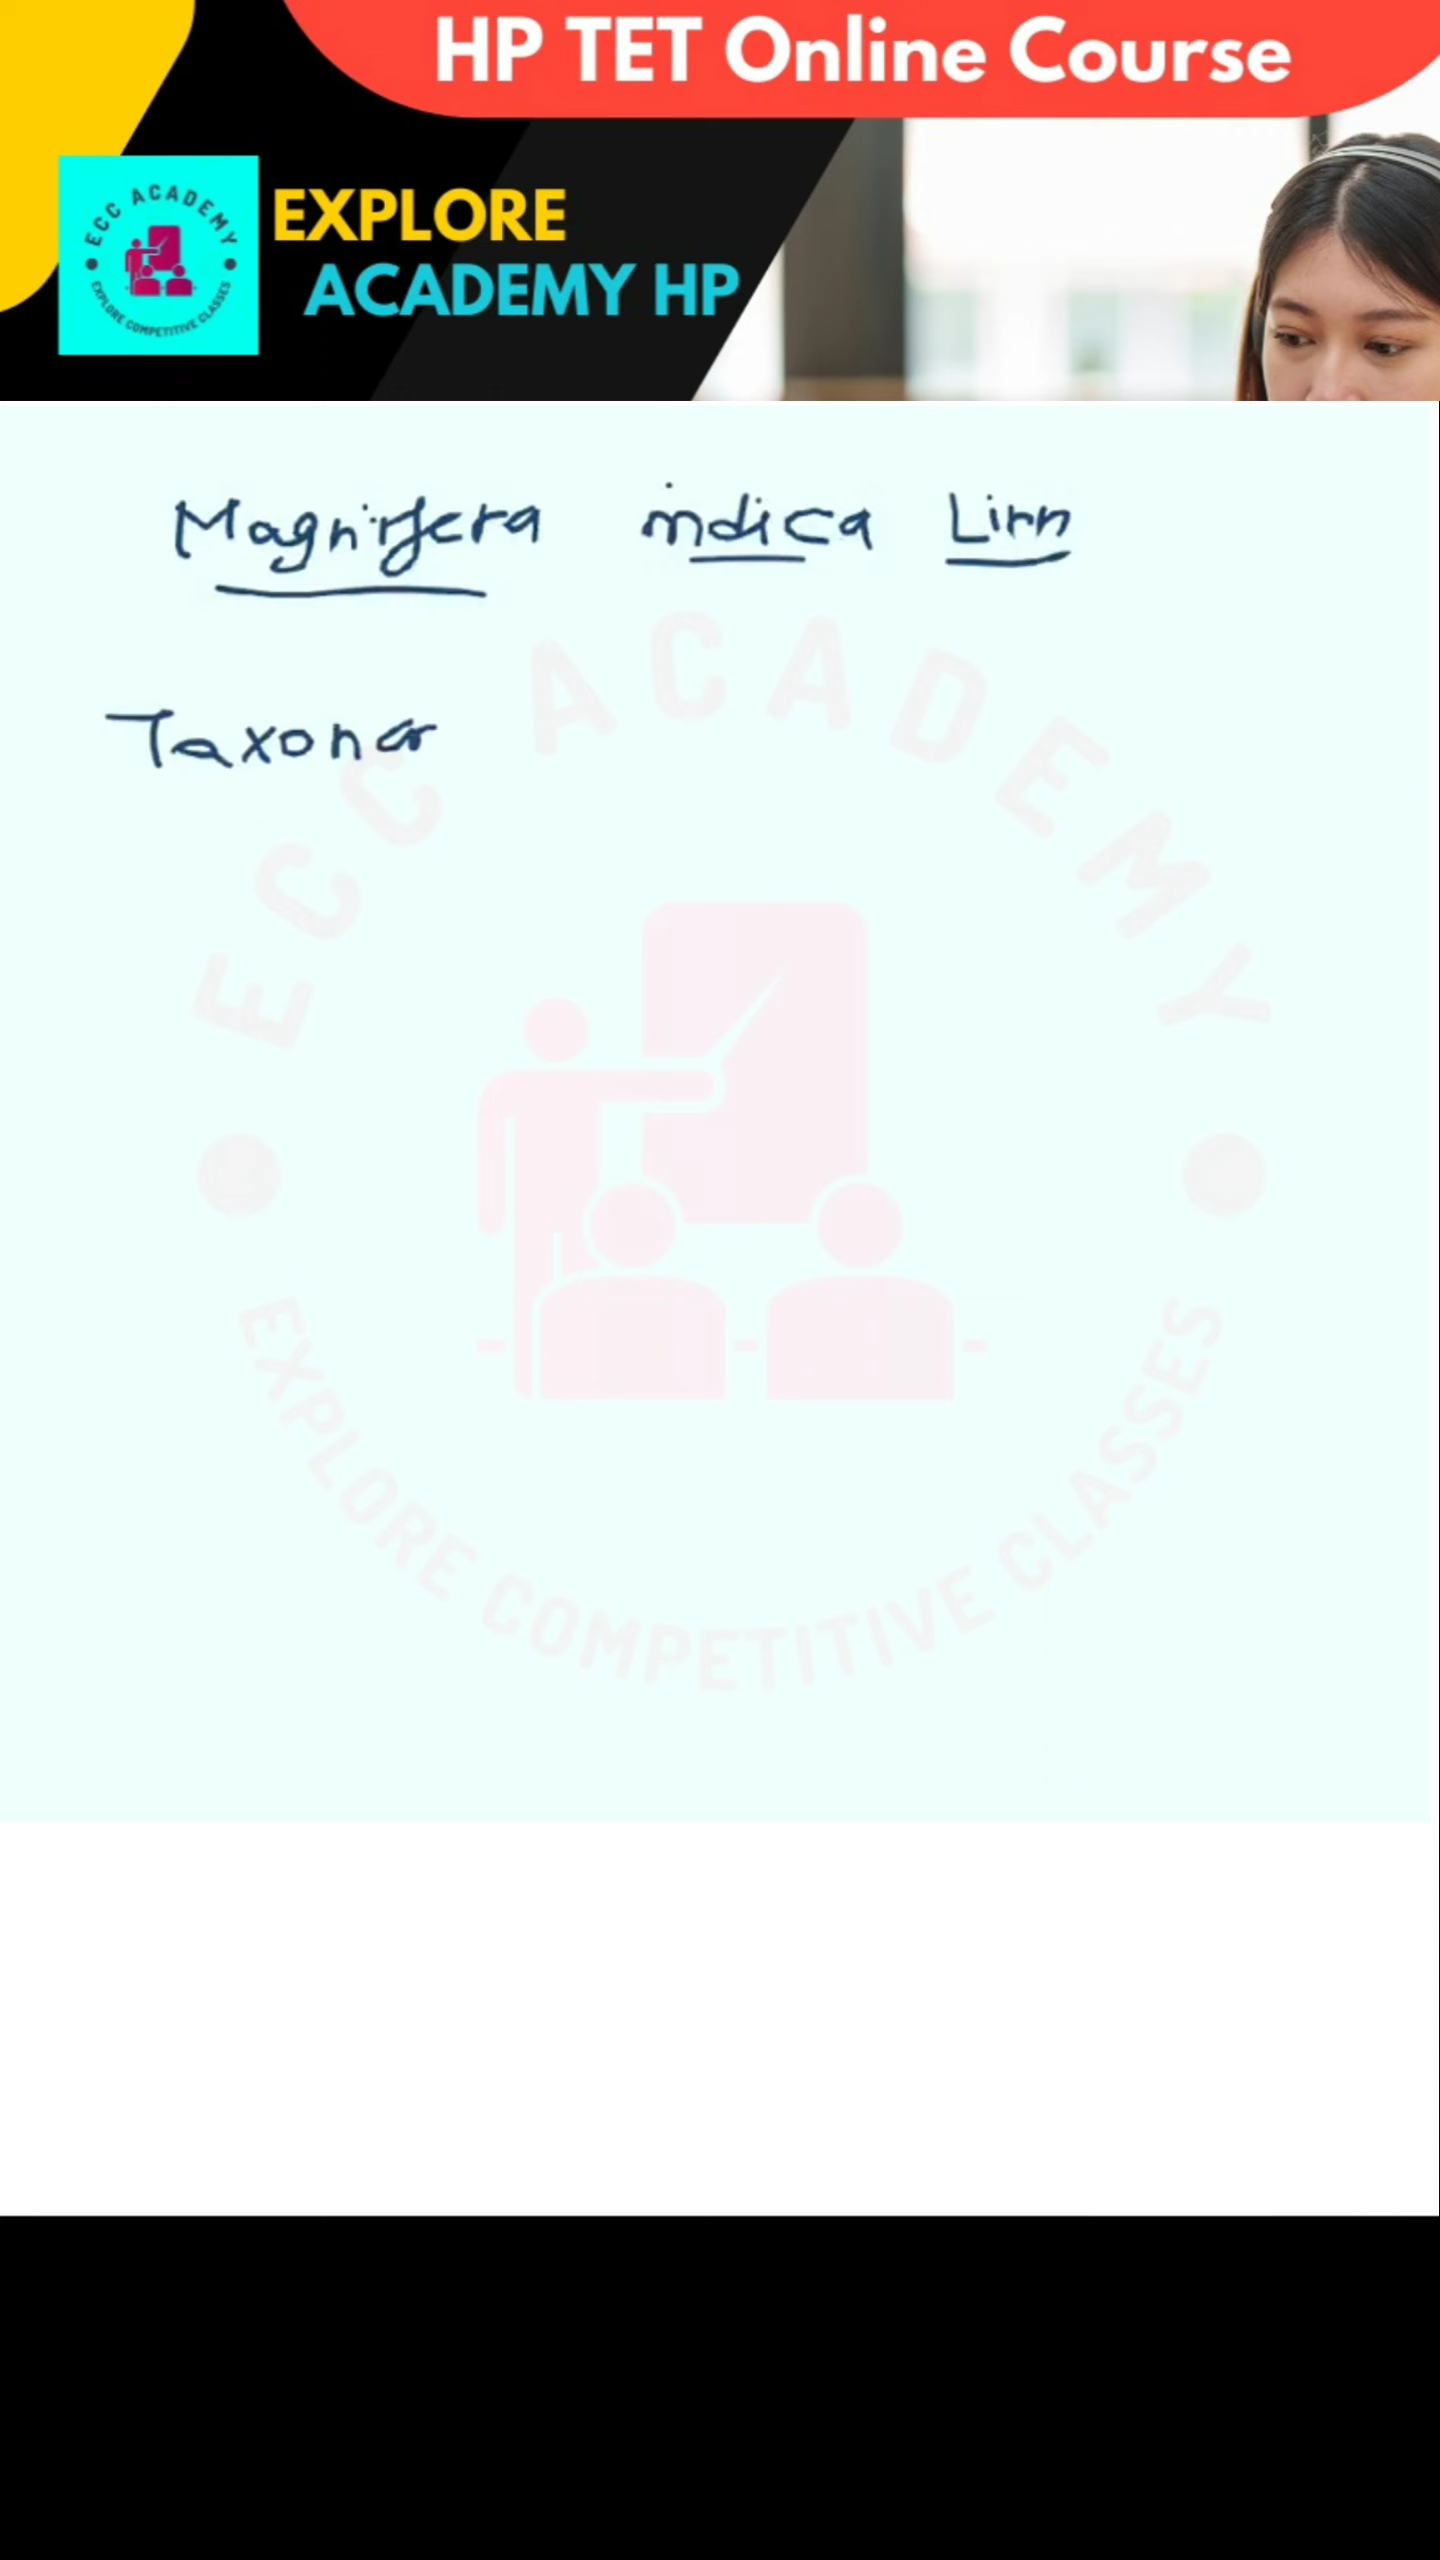 HP TET Online Course
ECC ACADEMY
EXPLORE COMPETITIVE CLASSES
EXPLORE
ACADEMY HP
Magnifera indica Linn
Taxono
ECC ACADEMY
EXPLORE COMPETITIVE CLASSES